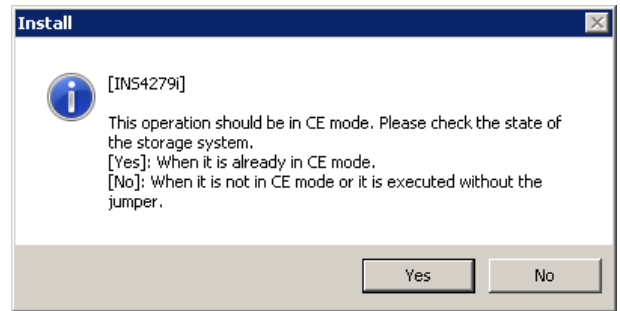 Install
[INS4279i]
This operation should be in CE mode. Please check the state of
the storage system.
[Yes]: When it is already in CE mode.
[No]: When it is not in CE mode or it is executed without the
jumper.
Yes
No